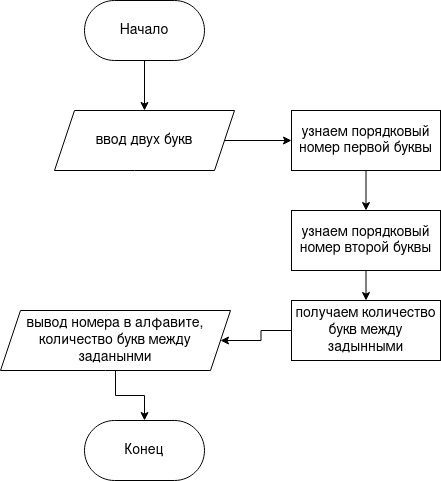 Начало
ввод двух букв
узнаем порядковый
номер первой буквы
узнаем порядковый
номер второй буквы
получаем количество
букв между
задынными
вывод номера в алфавите,
количество букв между
заданынми
Конец